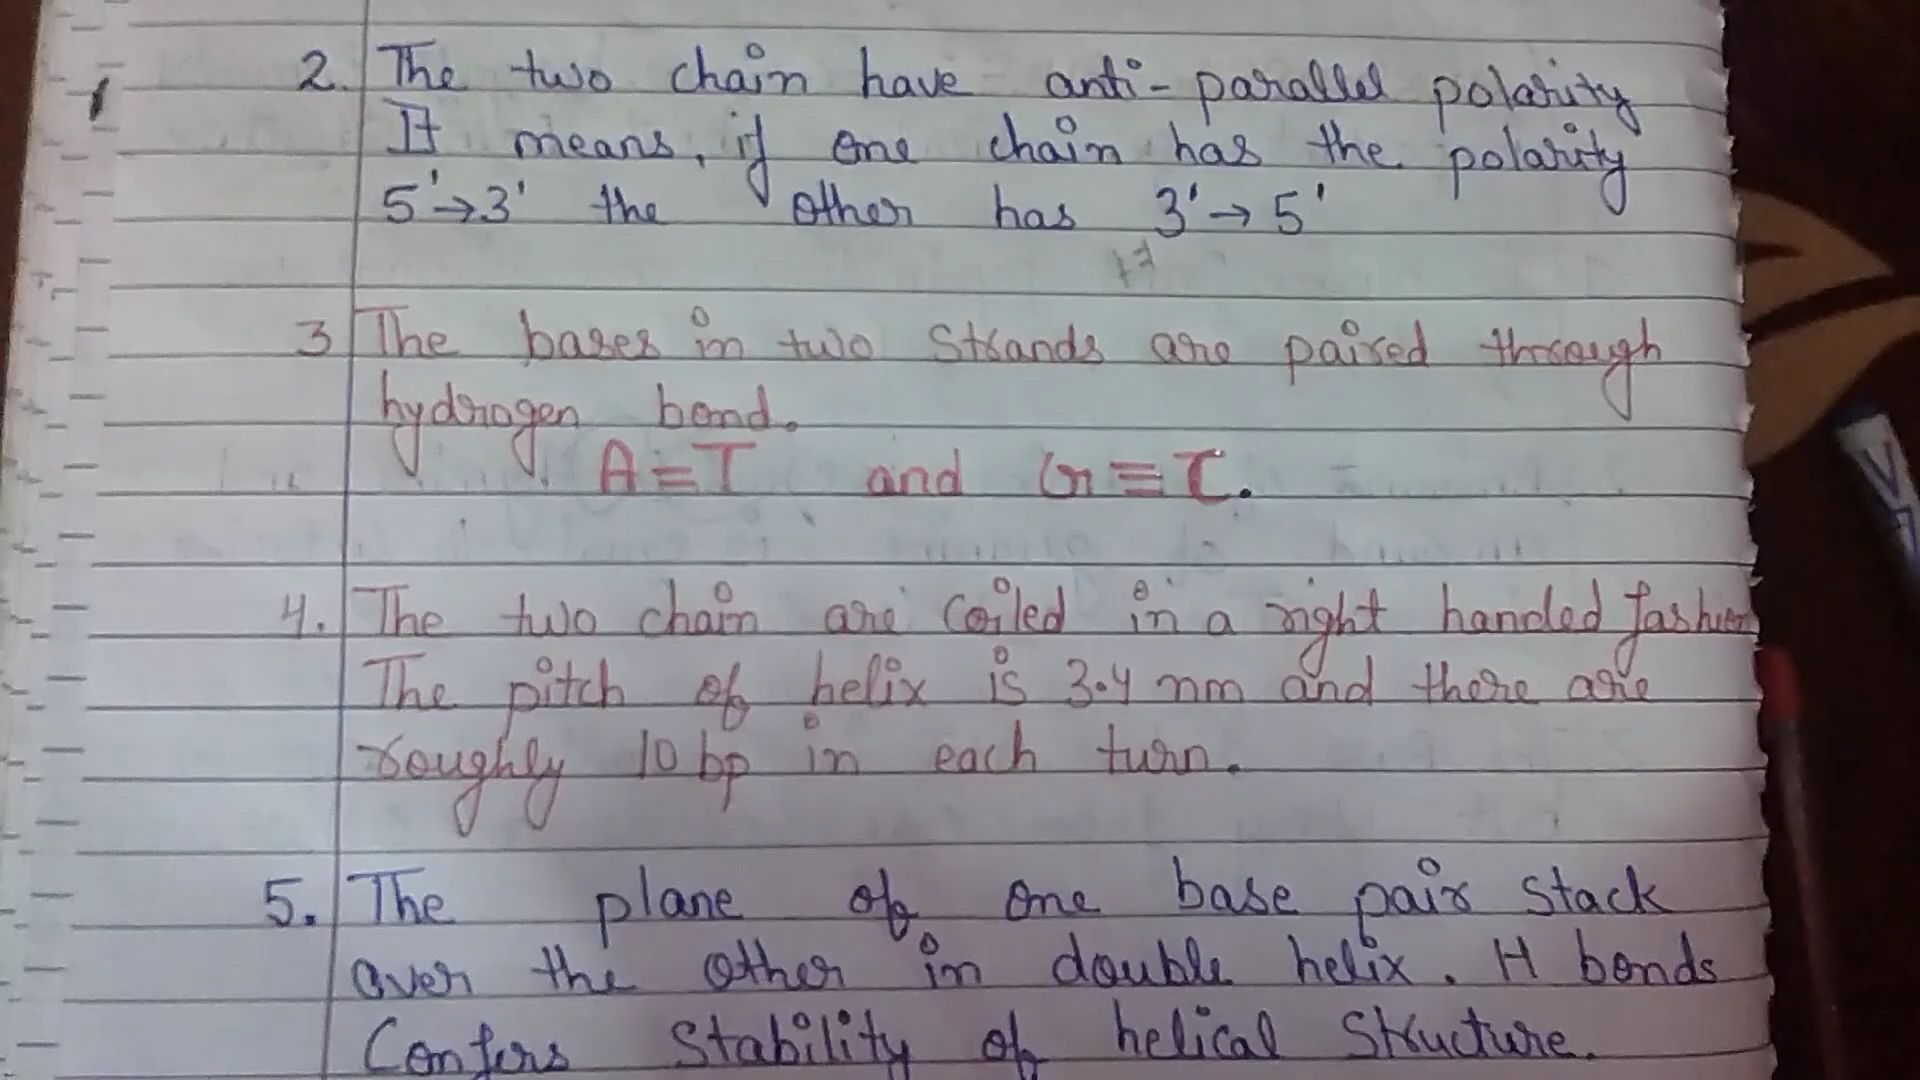 2. The two chain have anti-parallel polarity
It means, if one chain has the polarity
5'→3' the other has 3'→5'
3 The bases in two strands are paired through
hydrogen bond.
A=T and G≡C.
4. The two chain are coiled in a right handed fashion
The pitch of helix is 3.4 nm and there are
roughly 10 bp in each turn.
5. The plane of one base pair stack
over the other in double helix. H bonds
Confers stability of helical structure.